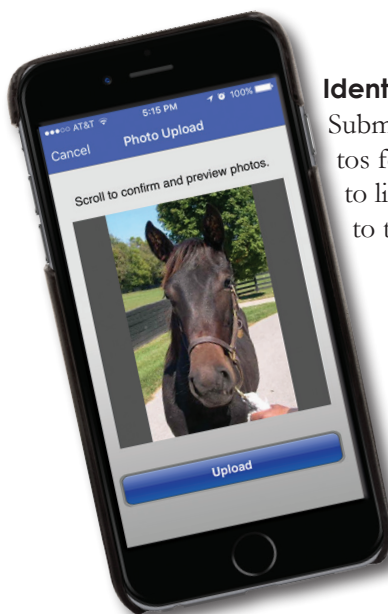 AT&T 5:15 PM 100%
Cancel Photo Upload
Scroll to confirm and preview photos.
Upload
Ident
Subm
tos f
to li
to t